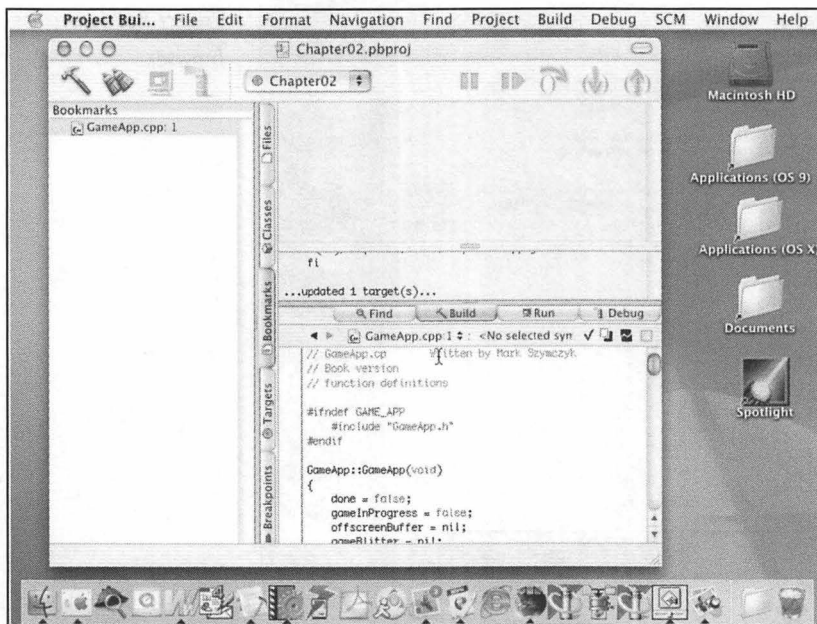 Project Bui... File Edit Format Navigation Find Project Build Debug SCM Window Help
Chapter02.pbproj
Chapter02
Bookmarks
GameApp.cpp: 1
Files
Classes
Bookmarks
Targets
Breakpoints
fi
...updated 1 target(s)...
Find Build Run Debug
GameApp.cpp:1 : <No selected sym
// GameApp.cp Written by Mark Szymczyk
// Book version
// function definitions
#ifndef GAME_APP
#include "GameApp.h"
#endif
GameApp::GameApp(void)
{
done = false;
gameInProgress = false;
offscreenBuffer = nil;
gameBlitter = nil;
Macintosh HD
Applications (OS 9)
Applications (OS X)
Documents
Spotlight